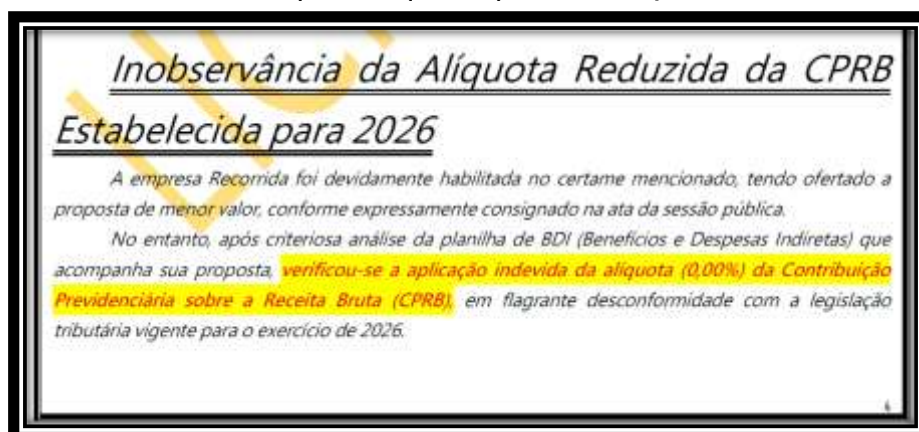 Inobservância da Alíquota Reduzida da CPRB
Estabelecida para 2026
A empresa Recorrida foi devidamente habilitada no certame mencionado, tendo ofertado a
proposta de menor valor, conforme expressamente consignado na ata da sessão pública.
No entanto, após criteriosa análise da planilha de BDI (Benefícios e Despesas Indiretas) que
acompanha sua proposta, verificou-se a aplicação indevida da alíquota (0,00%) da Contribuição
Previdenciária sobre a Receita Bruta (CPRB), em flagrante desconformidade com a legislação
tributária vigente para o exercício de 2026.